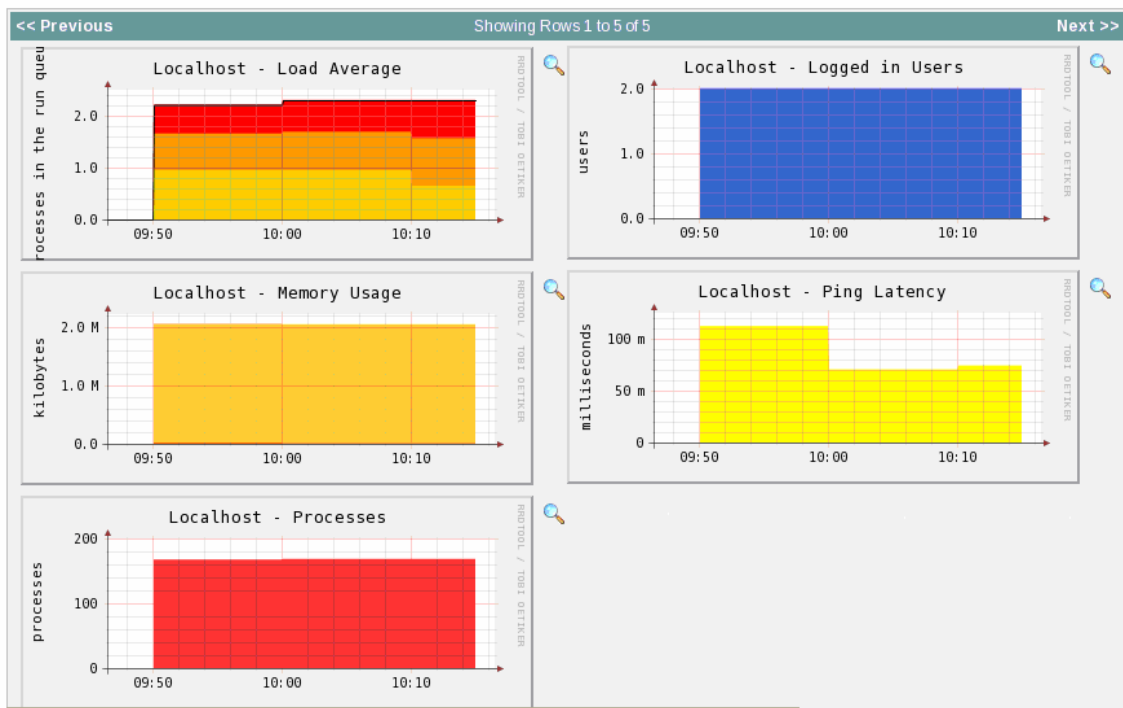 << Previous
Showing Rows 1 to 5 of 5
Next >>
Localhost - Load Average
rocesses in the run queu
2.0
1.0
0.0
09:50 10:00 10:10
RRDTOOL / TOBI OETIKER
Localhost - Logged in Users
users
2.0
1.0
0.0
09:50 10:00 10:10
RRDTOOL / TOBI OETIKER
Localhost - Memory Usage
kilobytes
2.0 M
1.0 M
0.0
09:50 10:00 10:10
RRDTOOL / TOBI OETIKER
Localhost - Ping Latency
milliseconds
100 m
50 m
0
09:50 10:00 10:10
RRDTOOL / TOBI OETIKER
Localhost - Processes
processes
200
100
0
09:50 10:00 10:10
RRDTOOL / TOBI OETIKER